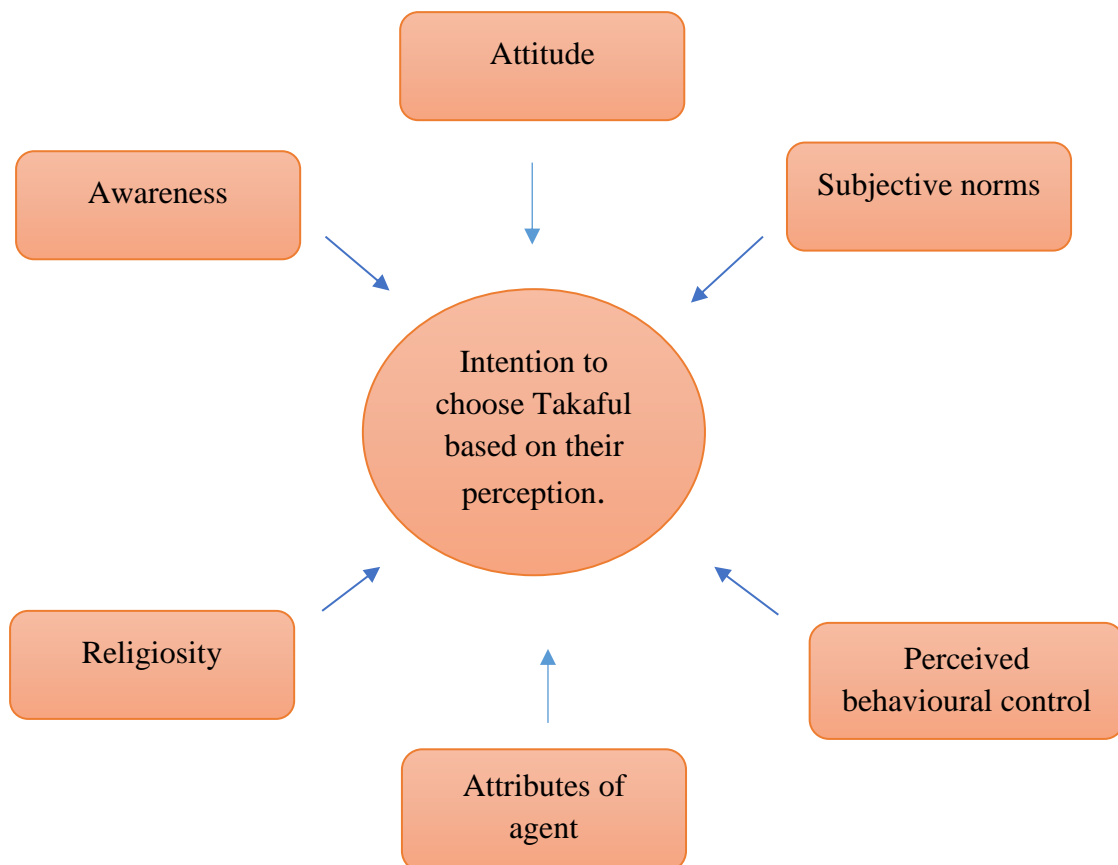 Attitude
Awareness
Subjective norms
Intention to
choose Takaful
based on their
perception.
Religiosity
Perceived
behavioural control
Attributes of
agent